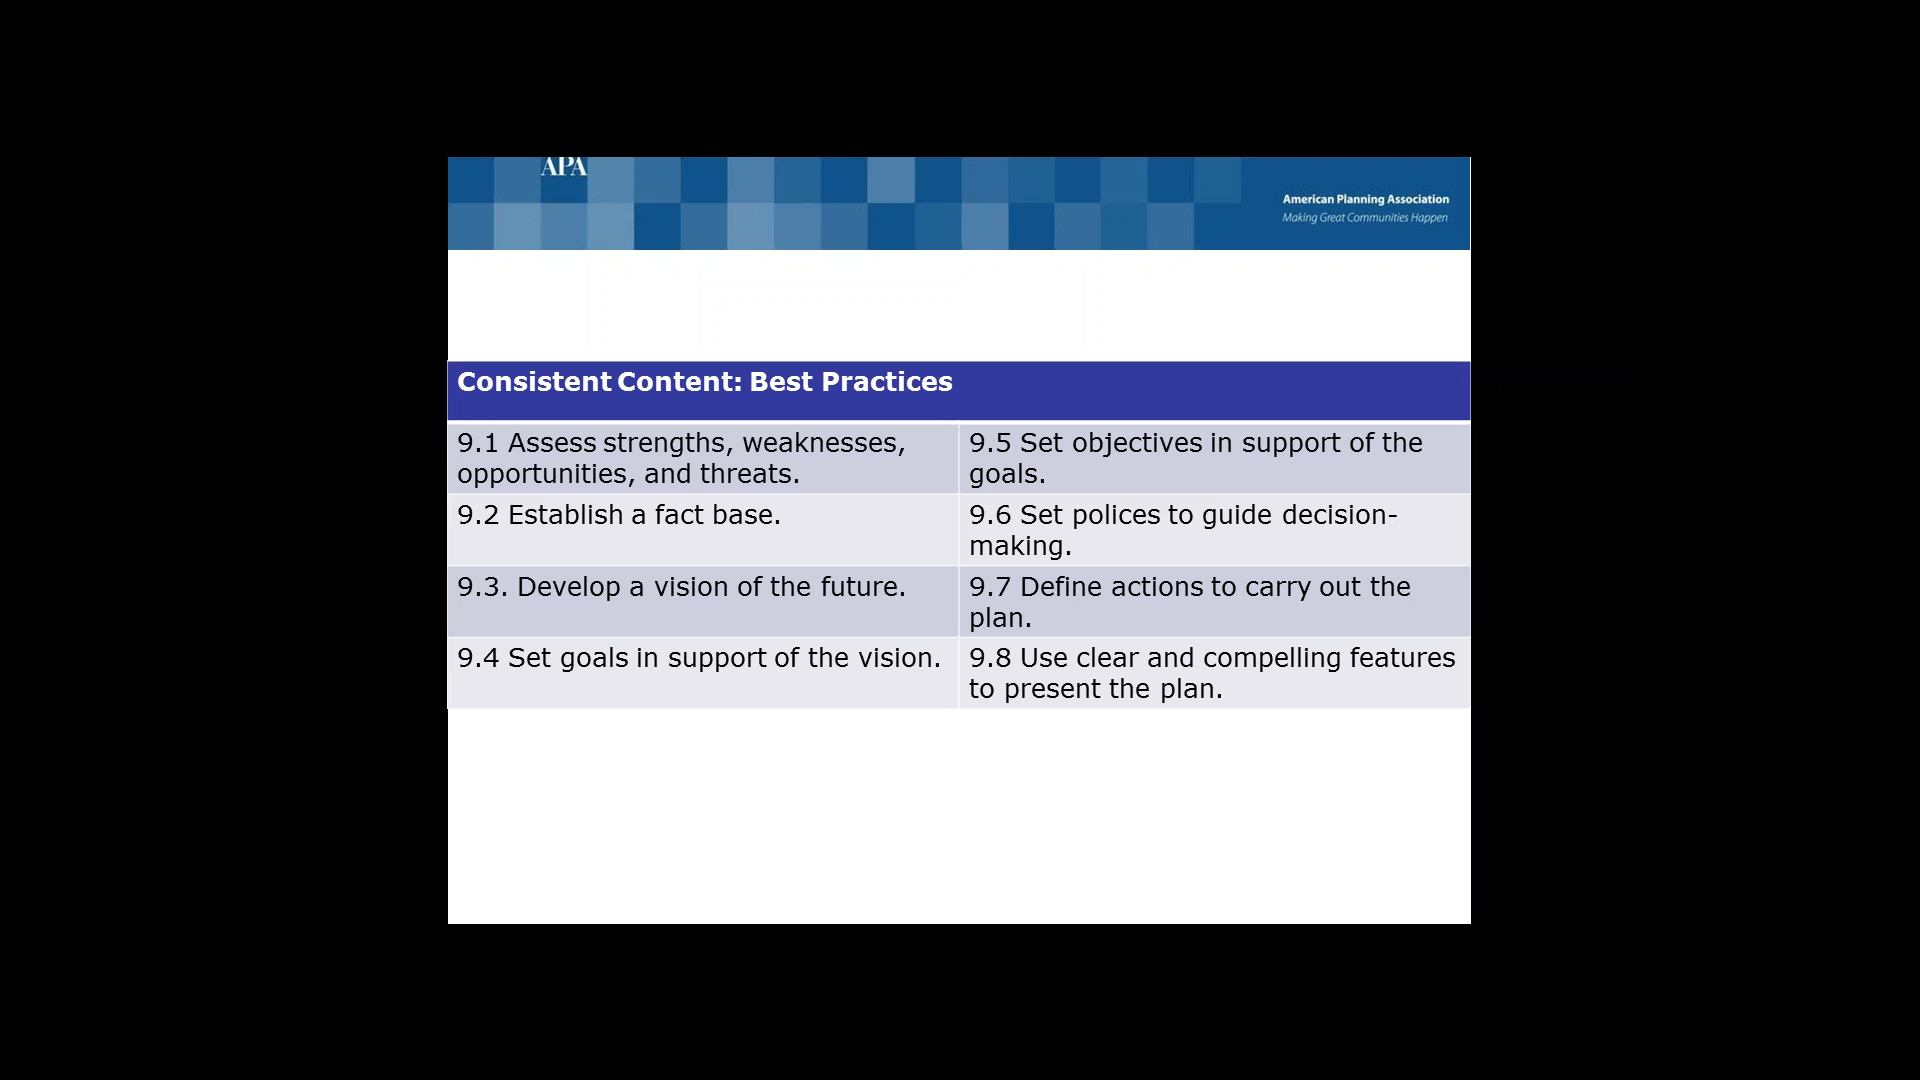 APA
American Planning Association
Making Great Communities Happen
Consistent Content: Best Practices
9.1 Assess strengths, weaknesses,
opportunities, and threats.
9.5 Set objectives in support of the
goals.
9.2 Establish a fact base.
9.6 Set polices to guide decision-
making.
9.3. Develop a vision of the future.
9.7 Define actions to carry out the
plan.
9.4 Set goals in support of the vision.
9.8 Use clear and compelling features
to present the plan.